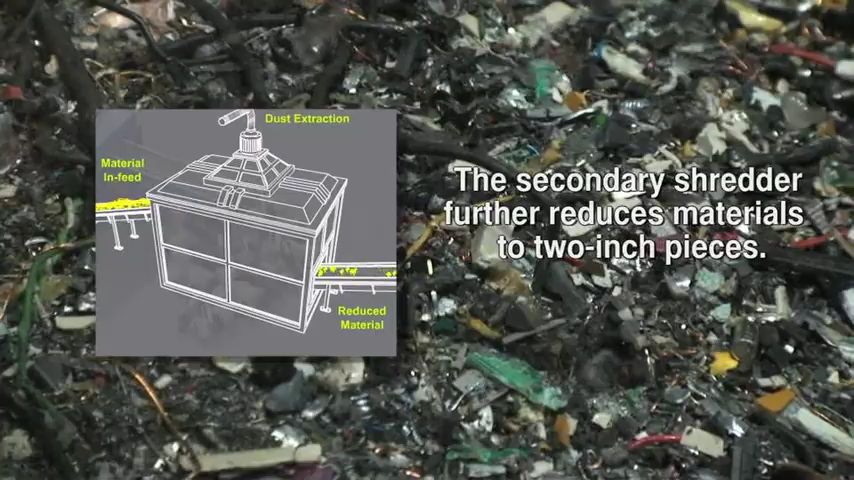 Dust Extraction
Material
In-feed
Reduced
Material
The secondary shredder
further reduces materials
to two-inch pieces.